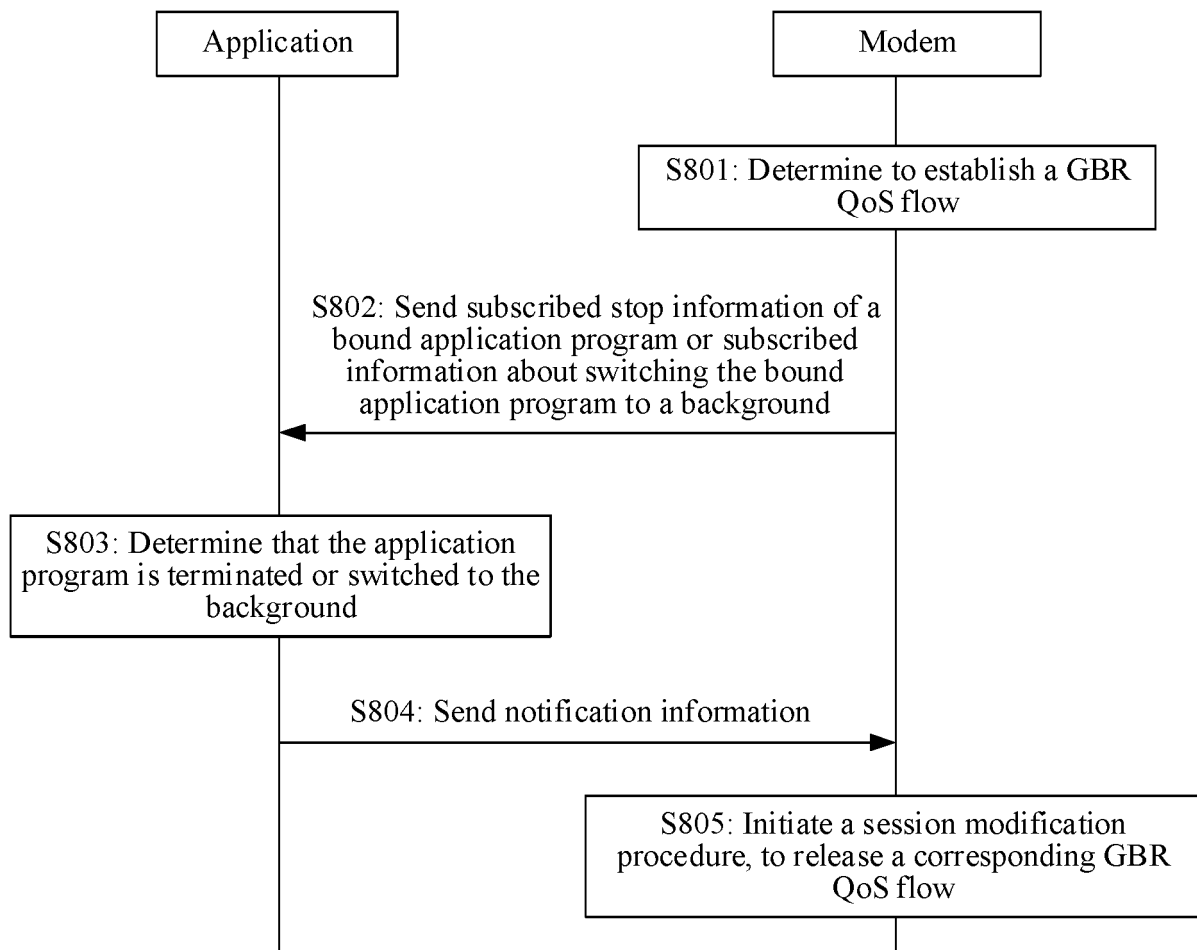 Application
Modem
S801: Determine to establish a GBR
QoS flow
S802: Send subscribed stop information of a
bound application program or subscribed
information about switching the bound
application program to a background
S803: Determine that the application
program is terminated or switched to the
background
S804: Send notification information
S805: Initiate a session modification
procedure, to release a corresponding GBR
QoS flow